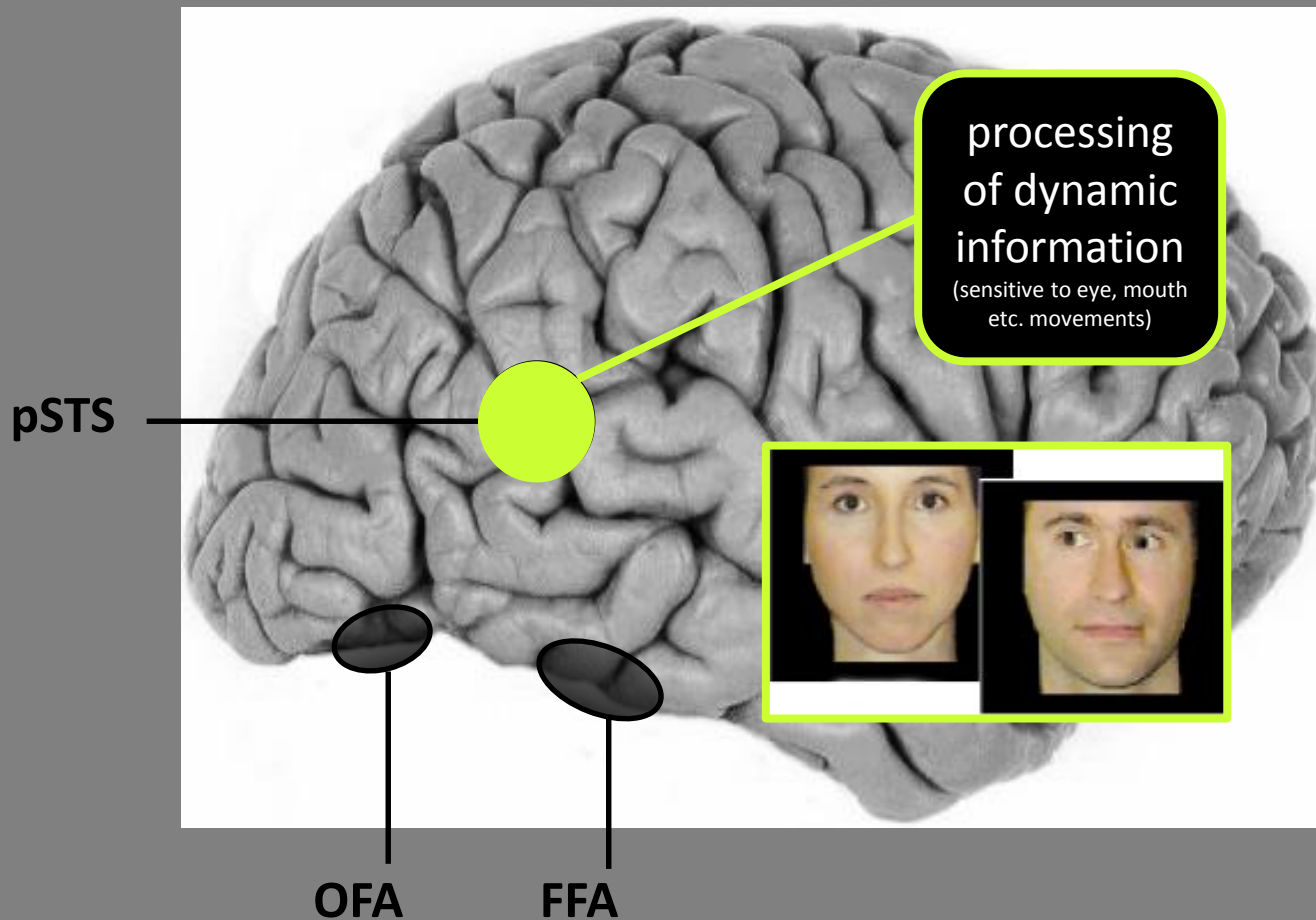 processing
of dynamic
information
(sensitive to eye, mouth
etc. movements)
pSTS
OFA
FFA